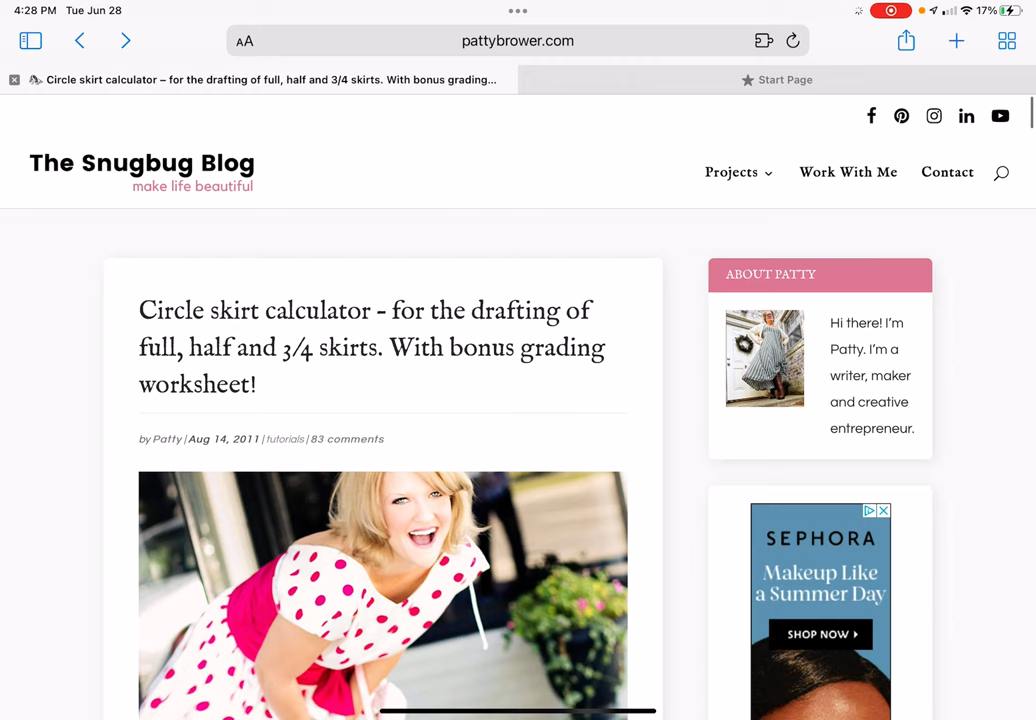 4:28 PM Tue Jun 28
17%
AA
pattybrower.com
Circle skirt calculator – for the drafting of full, half and 3/4 skirts. With bonus grading...
Start Page
The Snugbug Blog
make life beautiful
Projects
Work With Me
Contact
Circle skirt calculator – for the drafting of
full, half and 3/4 skirts. With bonus grading
worksheet!
by Patty | Aug 14, 2011 | tutorials | 83 comments
ABOUT PATTY
Hi there! I'm
Patty. I'm a
writer, maker
and creative
entrepreneur.
SEPHORA
Makeup Like
a Summer Day
SHOP NOW